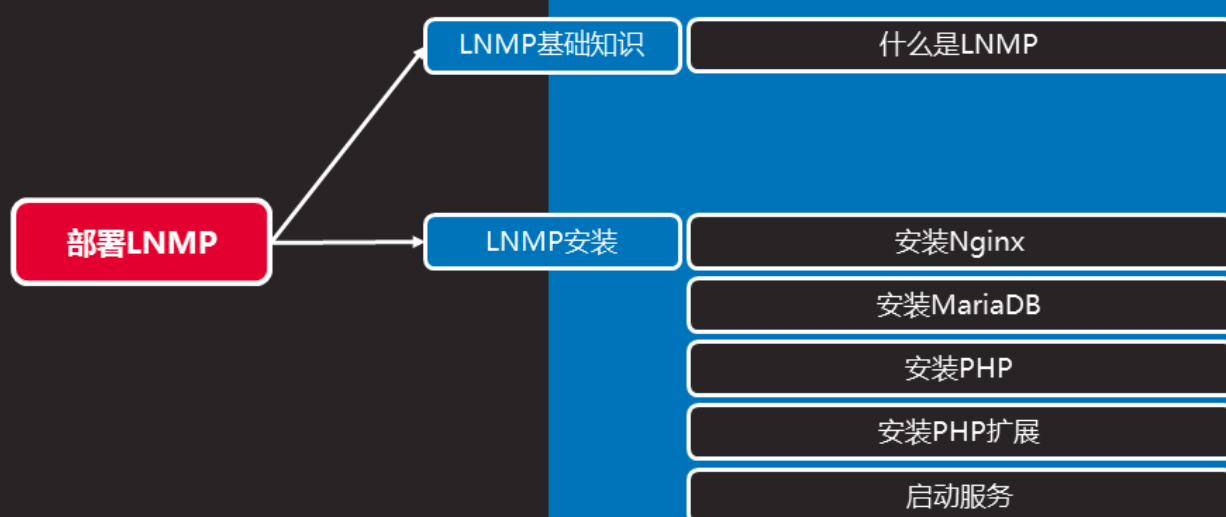 部署LNMP
LNMP基础知识
什么是LNMP
LNMP安装
安装Nginx
安装MariaDB
安装PHP
安装PHP扩展
启动服务